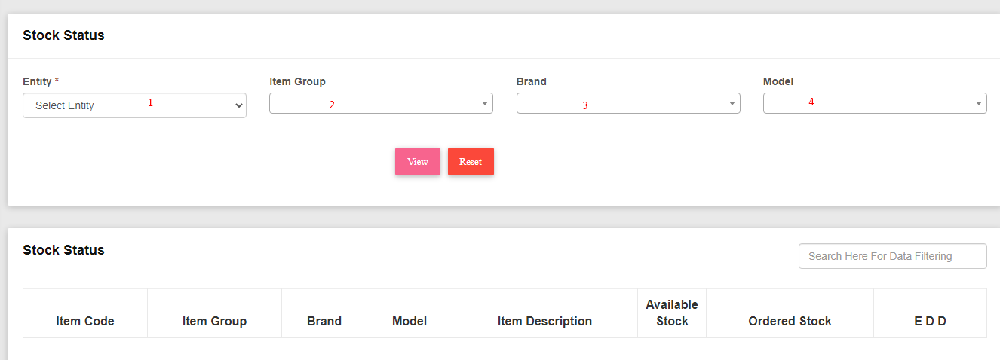 Stock Status
Entity * Item Group Brand Model
Select Entity 1 2 3 4
View Reset
Stock Status
Search Here For Data Filtering
Item Code Item Group Brand Model Item Description Available Stock Ordered Stock E D D